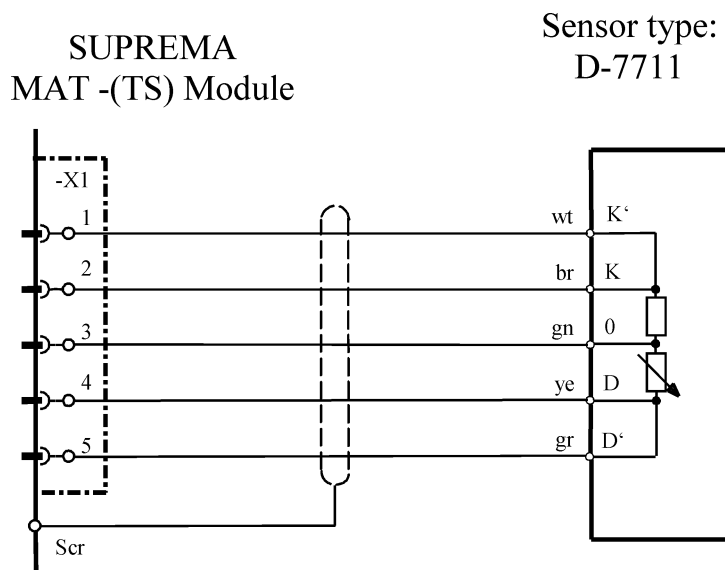 Sensor type:
D-7711
SUPREMA
MAT -(TS) Module
-X1
1 wt K‘
2 br K
3 gn 0
4 ye D
5 gr D‘
Scr